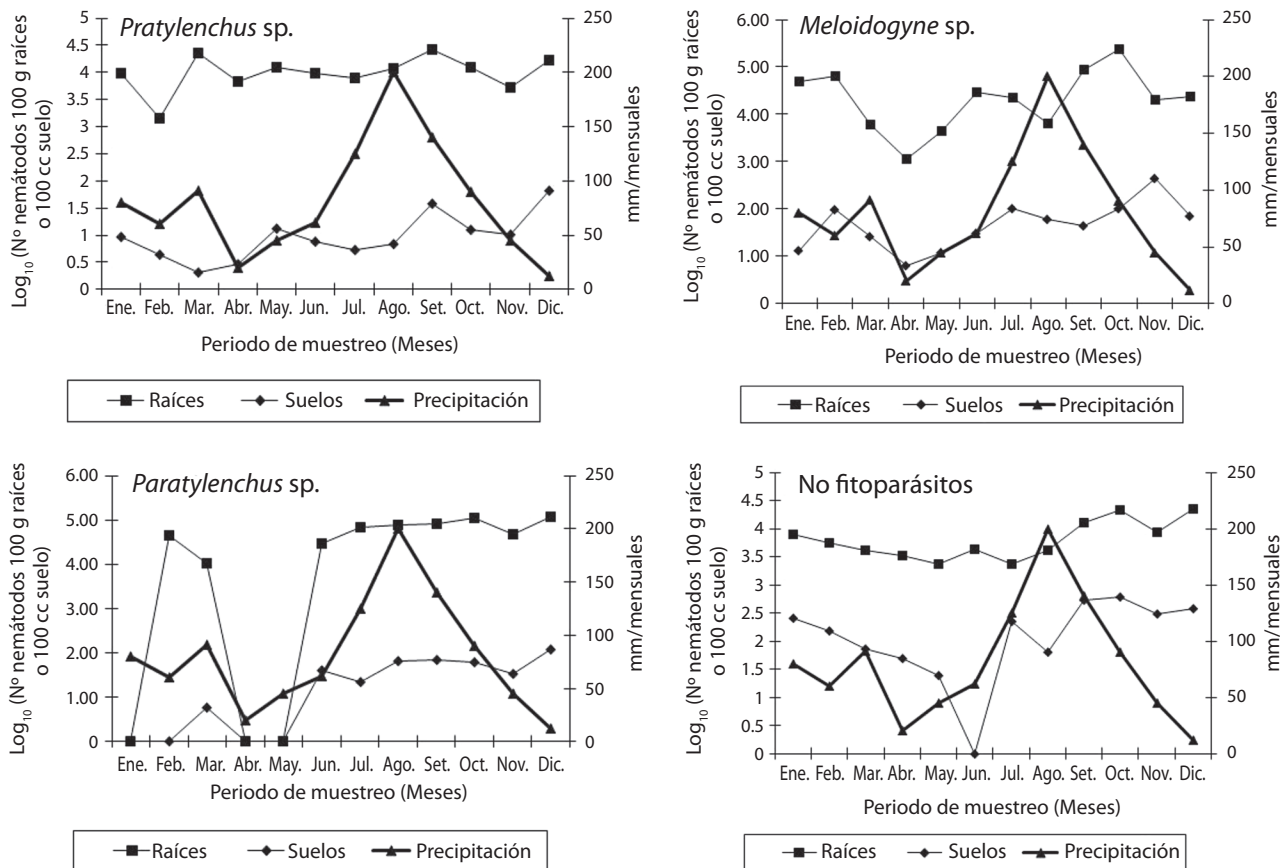 Pratylenchus sp.
Log10 (Nº nemátodos 100 g raíces
o 100 cc suelo)
5
4.5
4
3.5
3
2.5
2
1.5
1
0.5
0
250
200
150
100
50
0
mm/mensuales
Ene. Feb. Mar. Abr. May. Jun. Jul. Ago. Set. Oct. Nov. Dic.
Periodo de muestreo (Meses)
Raíces Suelos Precipitación
Meloidogyne sp.
Log10 (Nº nemátodos 100 g raíces
o 100 cc suelo)
6.00
5.00
4.00
3.00
2.00
1.00
0.00
250
200
150
100
50
0
mm/mensuales
Ene. Feb. Mar. Abr. May. Jun. Jul. Ago. Set. Oct. Nov. Dic.
Periodo de muestreo (Meses)
Raíces Suelos Precipitación
Paratylenchus sp.
Log10 (Nº nemátodos 100 g raíces
o 100 cc suelo)
6.00
5.00
4.00
3.00
2.00
1.00
0
250
200
150
100
50
0
mm/mensuales
Ene. Feb. Mar. Abr. May. Jun. Jul. Ago. Set. Oct. Nov. Dic.
Periodo de muestreo (Meses)
Raíces Suelos Precipitación
No fitoparásitos
Log10 (Nº nemátodos 100 g raíces
o 100 cc suelo)
5
4.5
4
3.5
3
2.5
2
1.5
1
0.5
0
250
200
150
100
50
0
mm/mensuales
Ene. Feb. Mar. Abr. May. Jun. Jul. Ago. Set. Oct. Nov. Dic.
Periodo de muestreo (Meses)
Raíces Suelos Precipitación